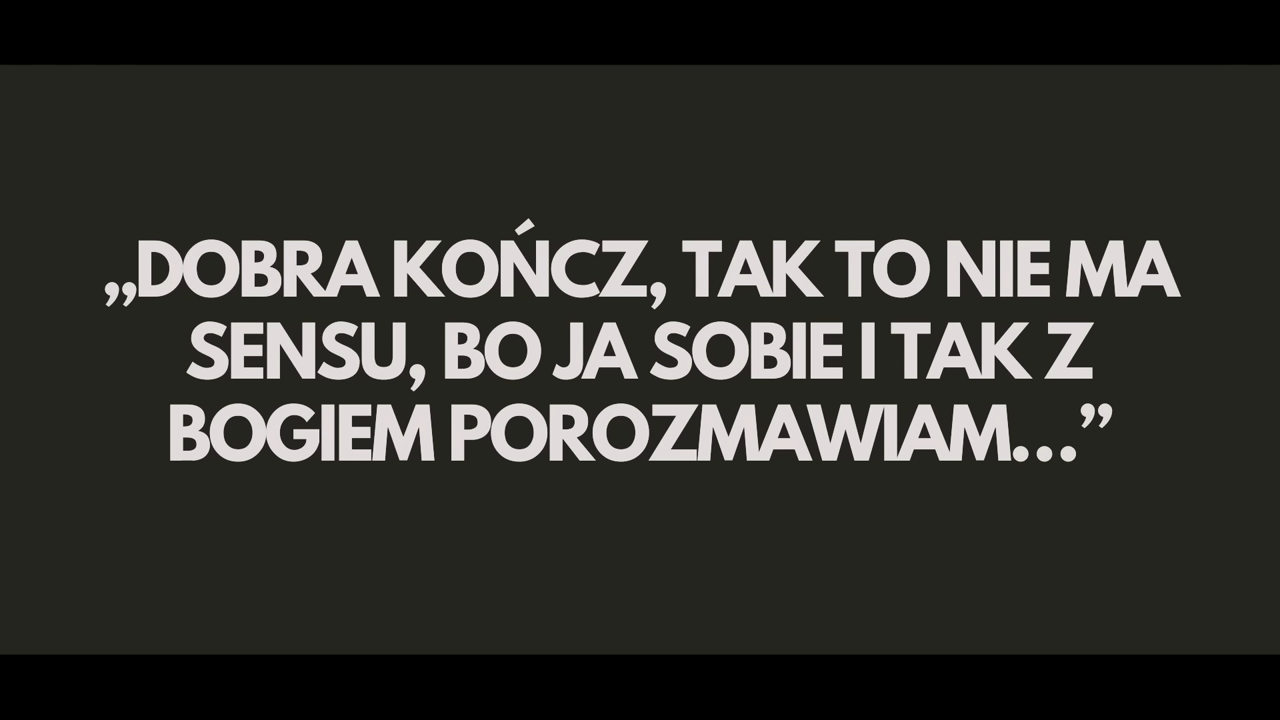 „DOBRA KOŃCZ, TAK TO NIE MA
SENSU, BO JA SOBIE I TAK Z
BOGIEM POROZMAWIAM...”